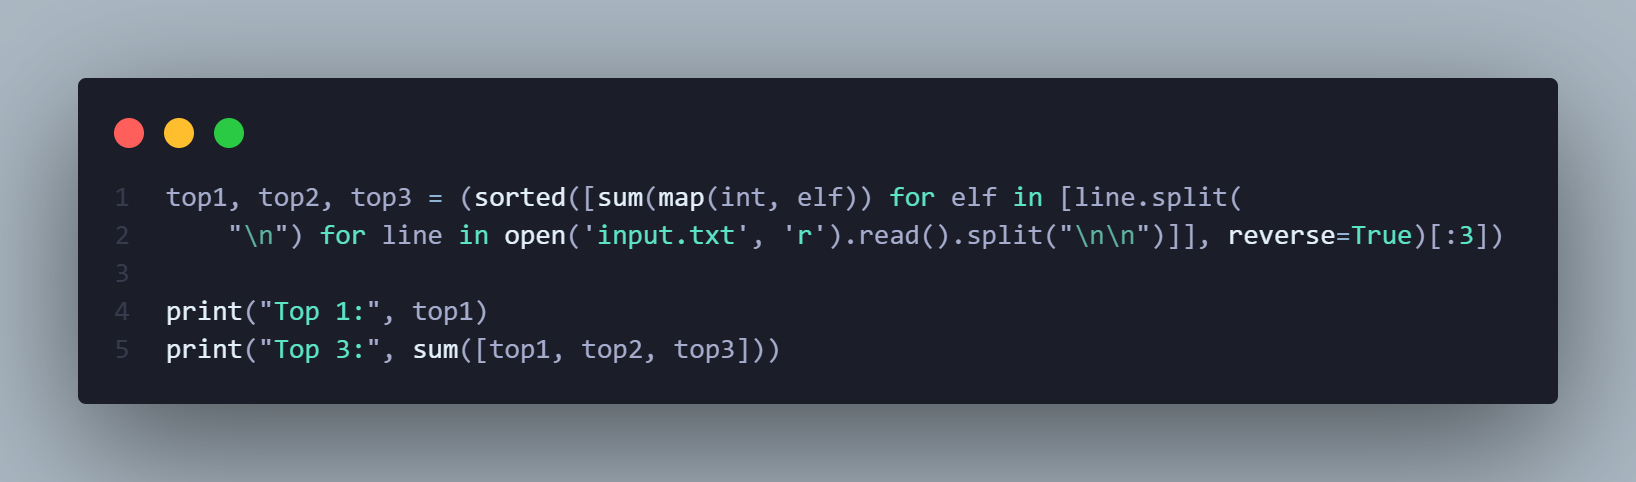 1 top1, top2, top3 = (sorted([sum(map(int, elf)) for elf in [line.split(
2     "\n") for line in open('input.txt', 'r').read().split("\n\n")]], reverse=True)[:3])
3
4 print("Top 1:", top1)
5 print("Top 3:", sum([top1, top2, top3]))